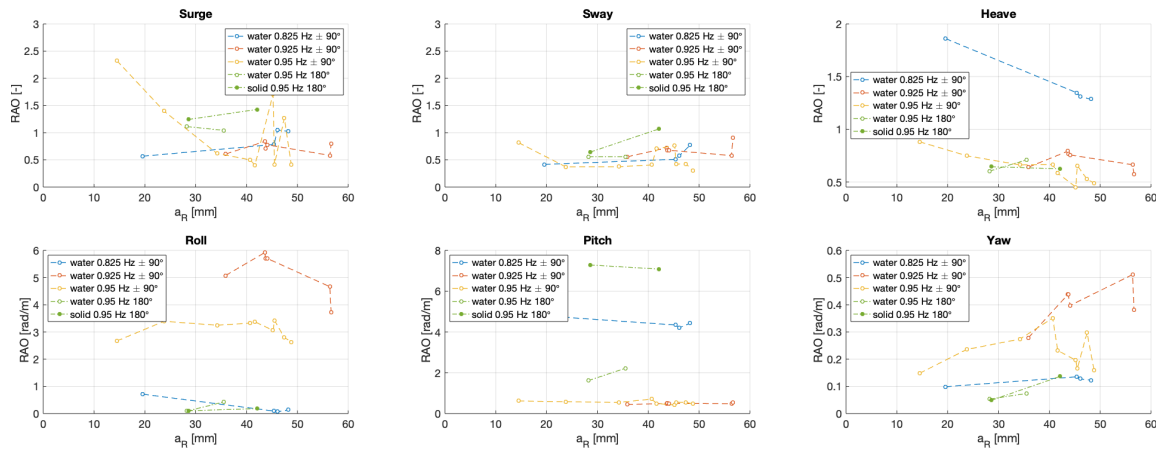 Surge
3
2.5
2
1.5
1
0.5
0
RAO [-]
water 0.825 Hz ± 90°
water 0.925 Hz ± 90°
water 0.95 Hz ± 90°
water 0.95 Hz 180°
solid 0.95 Hz 180°
0 10 20 30 40 50 60
a_R [mm]
Sway
3
2.5
2
1.5
1
0.5
0
RAO [-]
water 0.825 Hz ± 90°
water 0.925 Hz ± 90°
water 0.95 Hz ± 90°
water 0.95 Hz 180°
solid 0.95 Hz 180°
0 10 20 30 40 50 60
a_R [mm]
Heave
2
1.5
1
0.5
RAO [-]
water 0.825 Hz ± 90°
water 0.925 Hz ± 90°
water 0.95 Hz ± 90°
water 0.95 Hz 180°
solid 0.95 Hz 180°
0 10 20 30 40 50 60
a_R [mm]
Roll
6
5
4
3
2
1
0
RAO [rad/m]
water 0.825 Hz ± 90°
water 0.925 Hz ± 90°
water 0.95 Hz ± 90°
water 0.95 Hz 180°
solid 0.95 Hz 180°
0 10 20 30 40 50 60
a_R [mm]
Pitch
8
6
4
2
0
RAO [rad/m]
water 0.825 Hz ± 90°
water 0.925 Hz ± 90°
water 0.95 Hz ± 90°
water 0.95 Hz 180°
solid 0.95 Hz 180°
0 10 20 30 40 50 60
a_R [mm]
Yaw
0.6
0.5
0.4
0.3
0.2
0.1
0
RAO [rad/m]
water 0.825 Hz ± 90°
water 0.925 Hz ± 90°
water 0.95 Hz ± 90°
water 0.95 Hz 180°
solid 0.95 Hz 180°
0 10 20 30 40 50 60
a_R [mm]